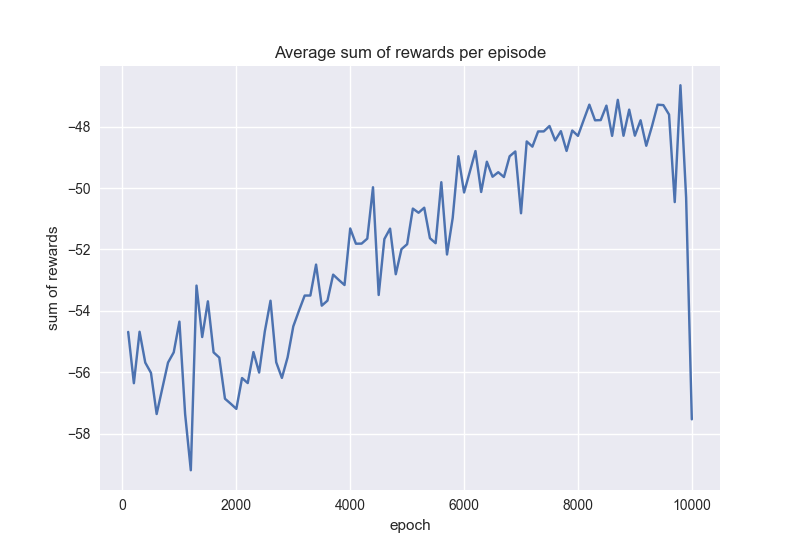 Average sum of rewards per episode
sum of rewards
−48
−50
−52
−54
−56
−58
0 2000 4000 6000 8000 10000
epoch